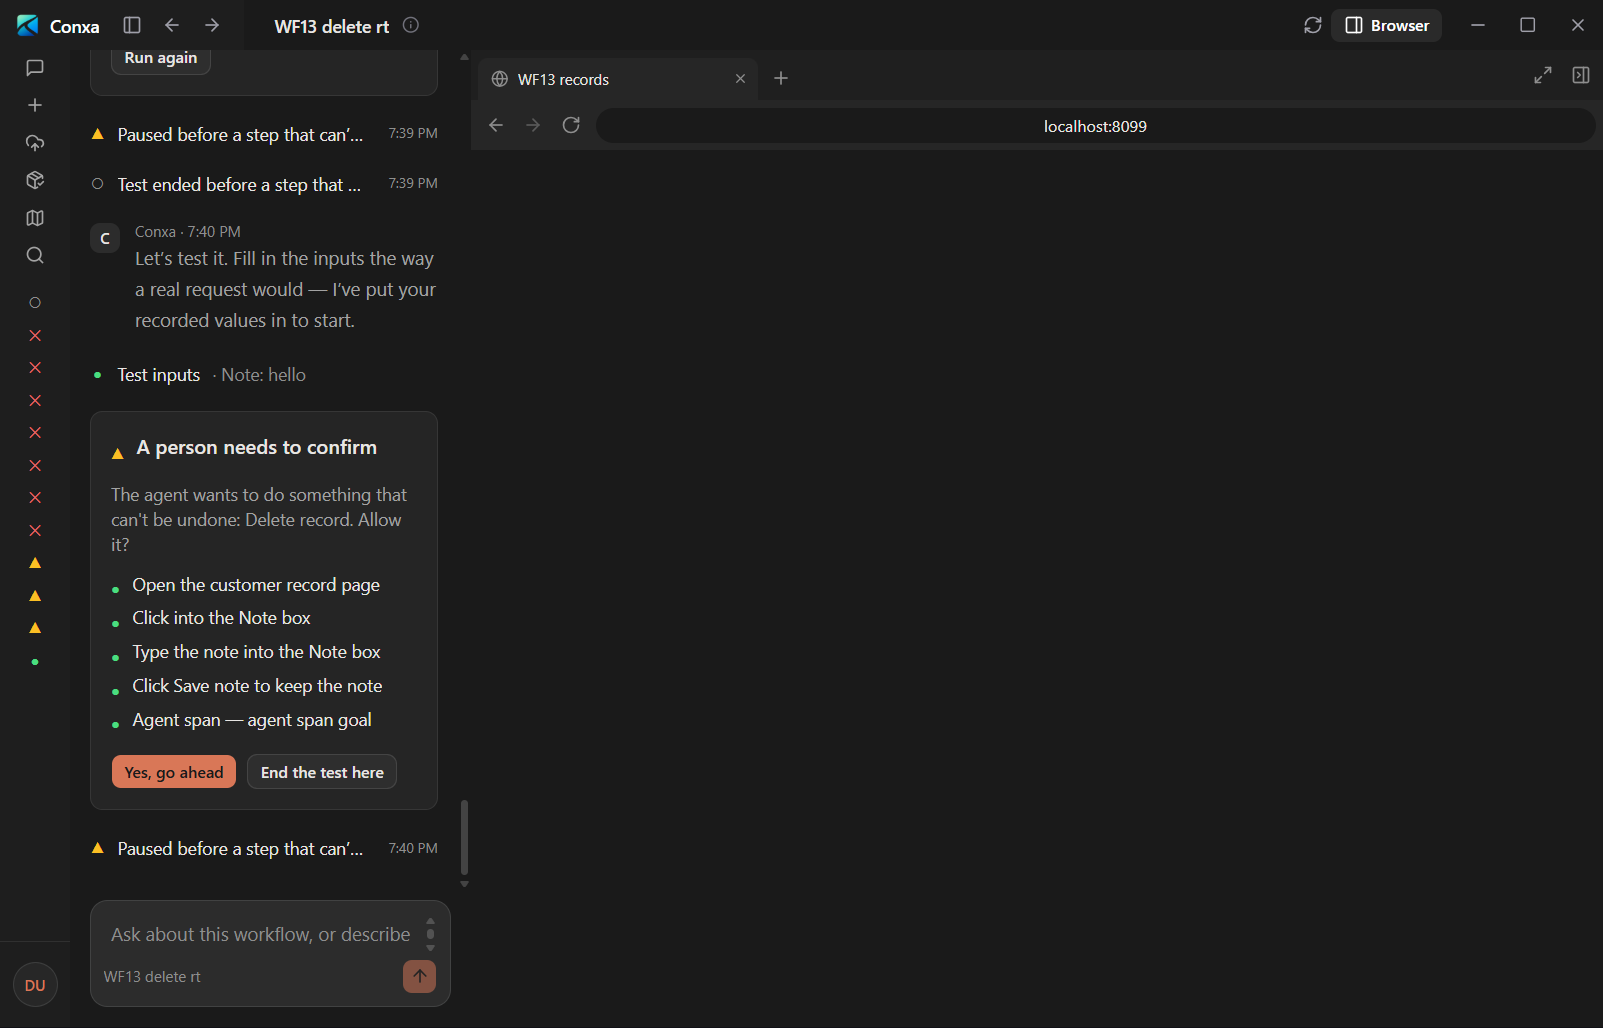 Conxa
WF13 delete rt
Browser
Run again
WF13 records
localhost:8099
Paused before a step that can’... 7:39 PM
Test ended before a step that ... 7:39 PM
C
Conxa · 7:40 PM
Let’s test it. Fill in the inputs the way
a real request would — I’ve put your
recorded values in to start.
Test inputs · Note: hello
A person needs to confirm
The agent wants to do something that
can't be undone: Delete record. Allow
it?
Open the customer record page
Click into the Note box
Type the note into the Note box
Click Save note to keep the note
Agent span — agent span goal
Yes, go ahead
End the test here
Paused before a step that can’... 7:40 PM
Ask about this workflow, or describe
WF13 delete rt
DU